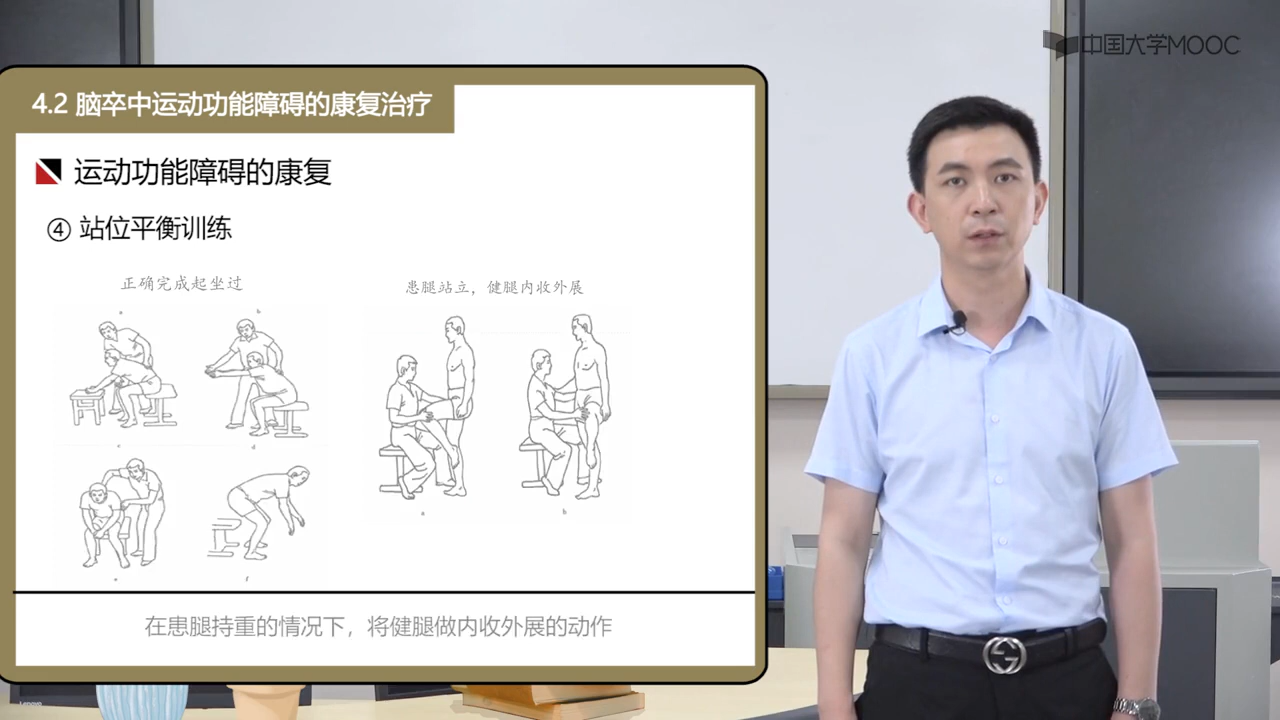 中国大学MOOC
4.2 脑卒中运动功能障碍的康复治疗
运动功能障碍的康复
④ 站位平衡训练
正确完成起坐过
患腿站立，健腿内收外展
a b
c d
e f
a b
在患腿持重的情况下，将健腿做内收外展的动作
Lenovo